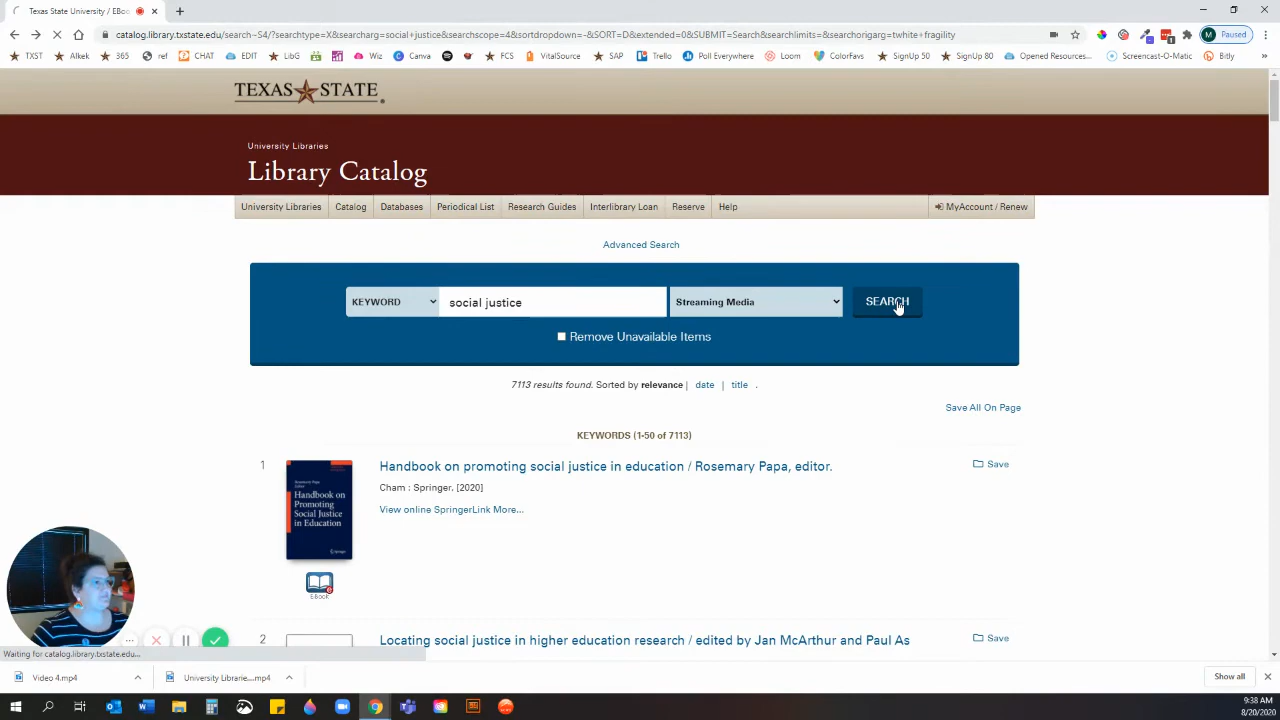 Texas State University / EBoo
Paused
catalog.library.txstate.edu/search~S4/?searchtype=X&searcharg=social+justice&searchscope=4&sortdropdown=-&SORT=D&extended=0&SUBMIT=Search&searchlimits=&searchorigarg=twhite+fragility
TXST Alkek 365 ref CHAT EDIT LibG Wiz Canva FCS VitalSource SAP Trello Poll Everywhere Loom ColorFavs SignUp 50 SignUp 80 Opened Resources... Screencast-O-Matic Bitly
TEXAS STATE
University Libraries
Library Catalog
University Libraries Catalog Databases Periodical List Research Guides Interlibrary Loan Reserve Help MyAccount / Renew
Advanced Search
KEYWORD social justice Streaming Media SEARCH
Remove Unavailable Items
7113 results found. Sorted by relevance | date | title .
Save All On Page
KEYWORDS (1-50 of 7113)
1 Handbook on promoting social justice in education / Rosemary Papa, editor. Save
Cham : Springer, [2020]
View online SpringerLink More...
Rosemary Papa
Editor
Handbook on
Promoting
Social Justice
in Education
Springer
EBook
2 Locating social justice in higher education research / edited by Jan McArthur and Paul As Save
Waiting for catalog.library.txstate.edu...
Video 4.mp4 University Librarie....mp4 Show all
9:38 AM
8/20/2020